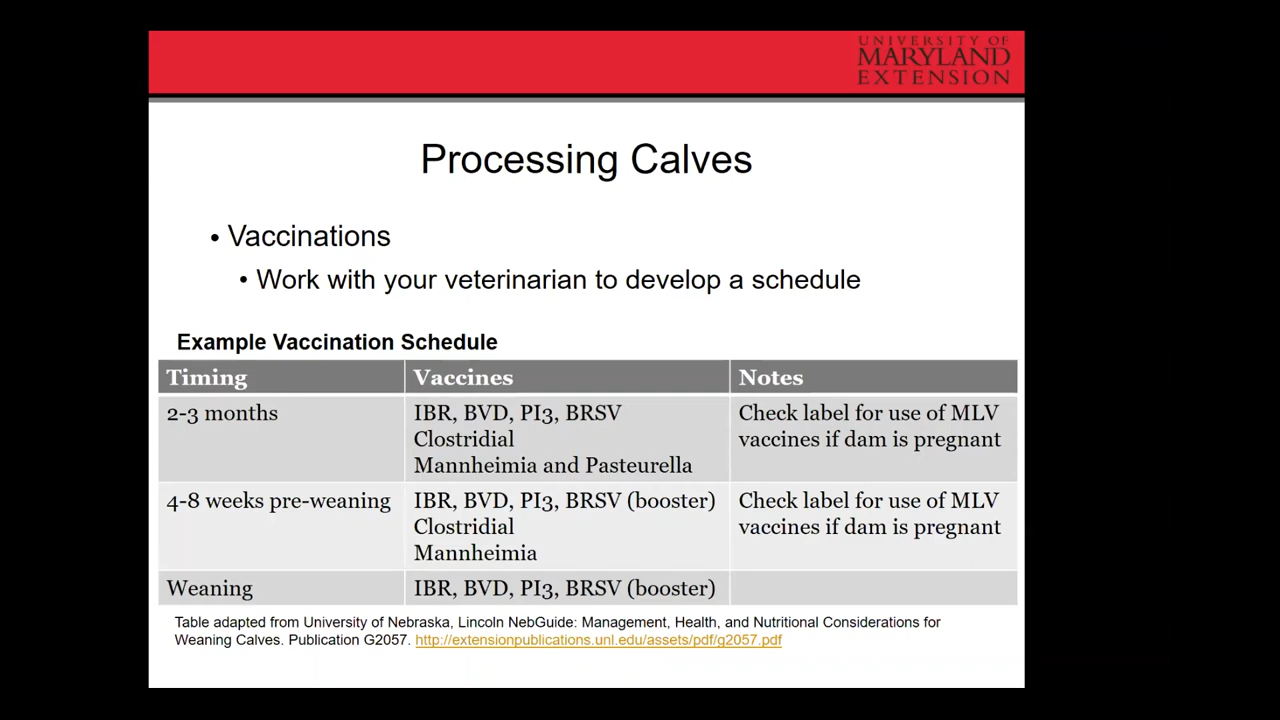 UNIVERSITY OF
MARYLAND
EXTENSION
Processing Calves
• Vaccinations
• Work with your veterinarian to develop a schedule
Example Vaccination Schedule
Timing Vaccines Notes
2-3 months IBR, BVD, PI3, BRSV Check label for use of MLV
Clostridial vaccines if dam is pregnant
Mannheimia and Pasteurella
4-8 weeks pre-weaning IBR, BVD, PI3, BRSV (booster) Check label for use of MLV
Clostridial vaccines if dam is pregnant
Mannheimia
Weaning IBR, BVD, PI3, BRSV (booster)
Table adapted from University of Nebraska, Lincoln NebGuide: Management, Health, and Nutritional Considerations for
Weaning Calves. Publication G2057. http://extensionpublications.unl.edu/assets/pdf/g2057.pdf